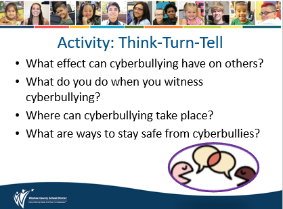 Activity: Think-Turn-Tell
• What effect can cyberbullying have on others?
• What do you do when you witness
cyberbullying?
• Where can cyberbullying take place?
• What are ways to stay safe from cyberbullies?